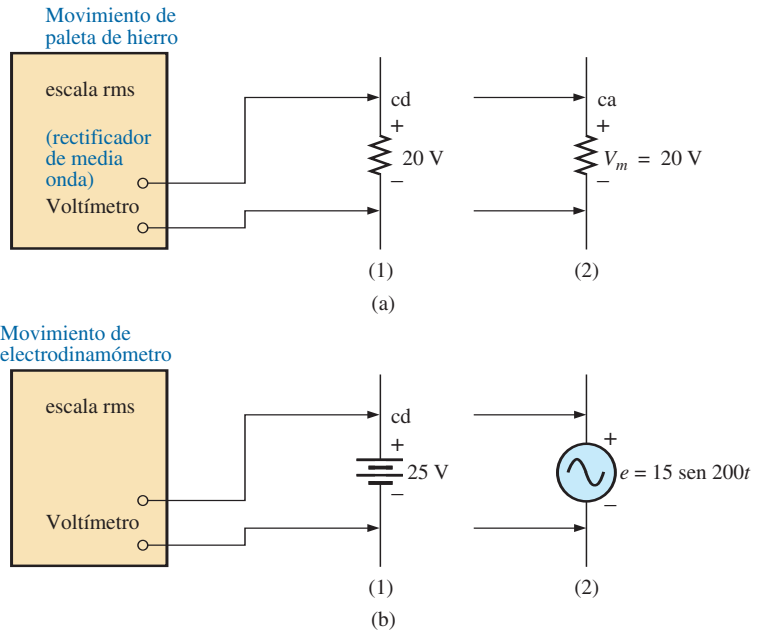 Movimiento de
paleta de hierro
escala rms
(rectificador
de media
onda)
Voltímetro
cd
+
20 V
–
(1)
ca
+
Vm = 20 V
–
(2)
(a)
Movimiento de
electrodinamómetro
escala rms
Voltímetro
cd
+
25 V
–
(1)
+
e = 15 sen 200t
–
(2)
(b)